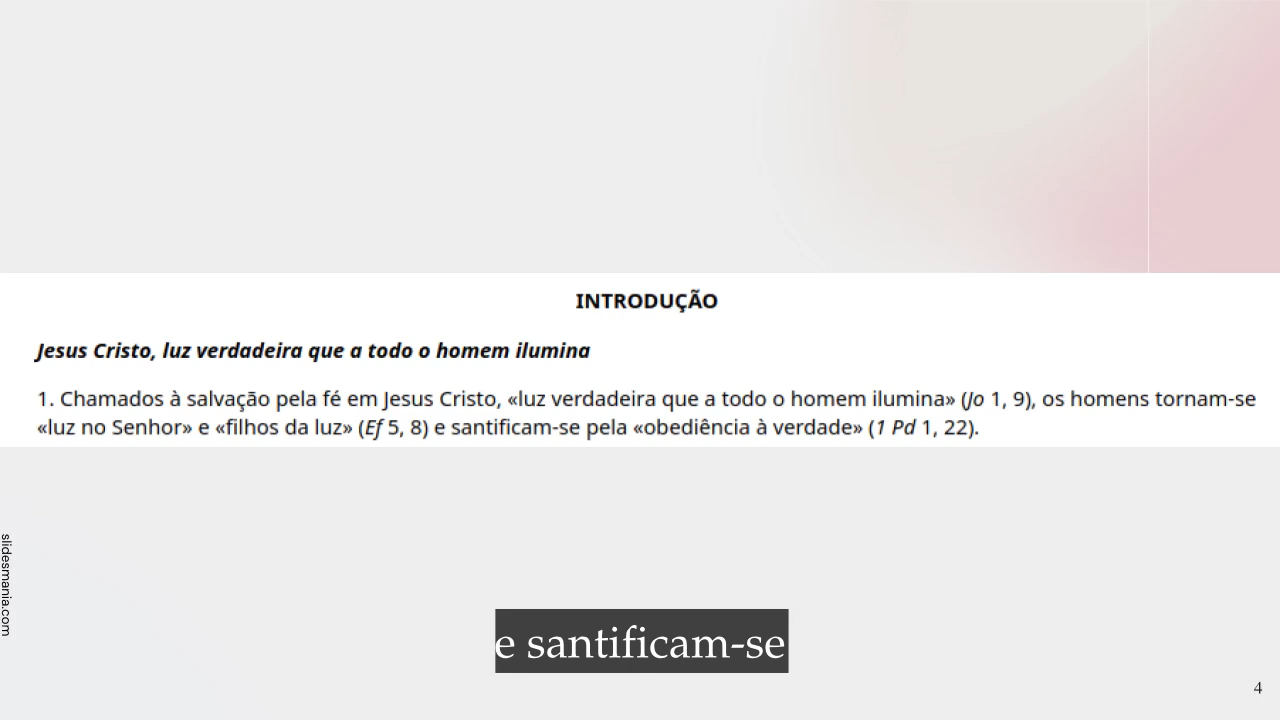 INTRODUÇÃO
Jesus Cristo, luz verdadeira que a todo o homem ilumina
1. Chamados à salvação pela fé em Jesus Cristo, «luz verdadeira que a todo o homem ilumina» (Jo 1, 9), os homens tornam-se
«luz no Senhor» e «filhos da luz» (Ef 5, 8) e santificam-se pela «obediência à verdade» (1 Pd 1, 22).
slidesmania.com
e santificam-se
4